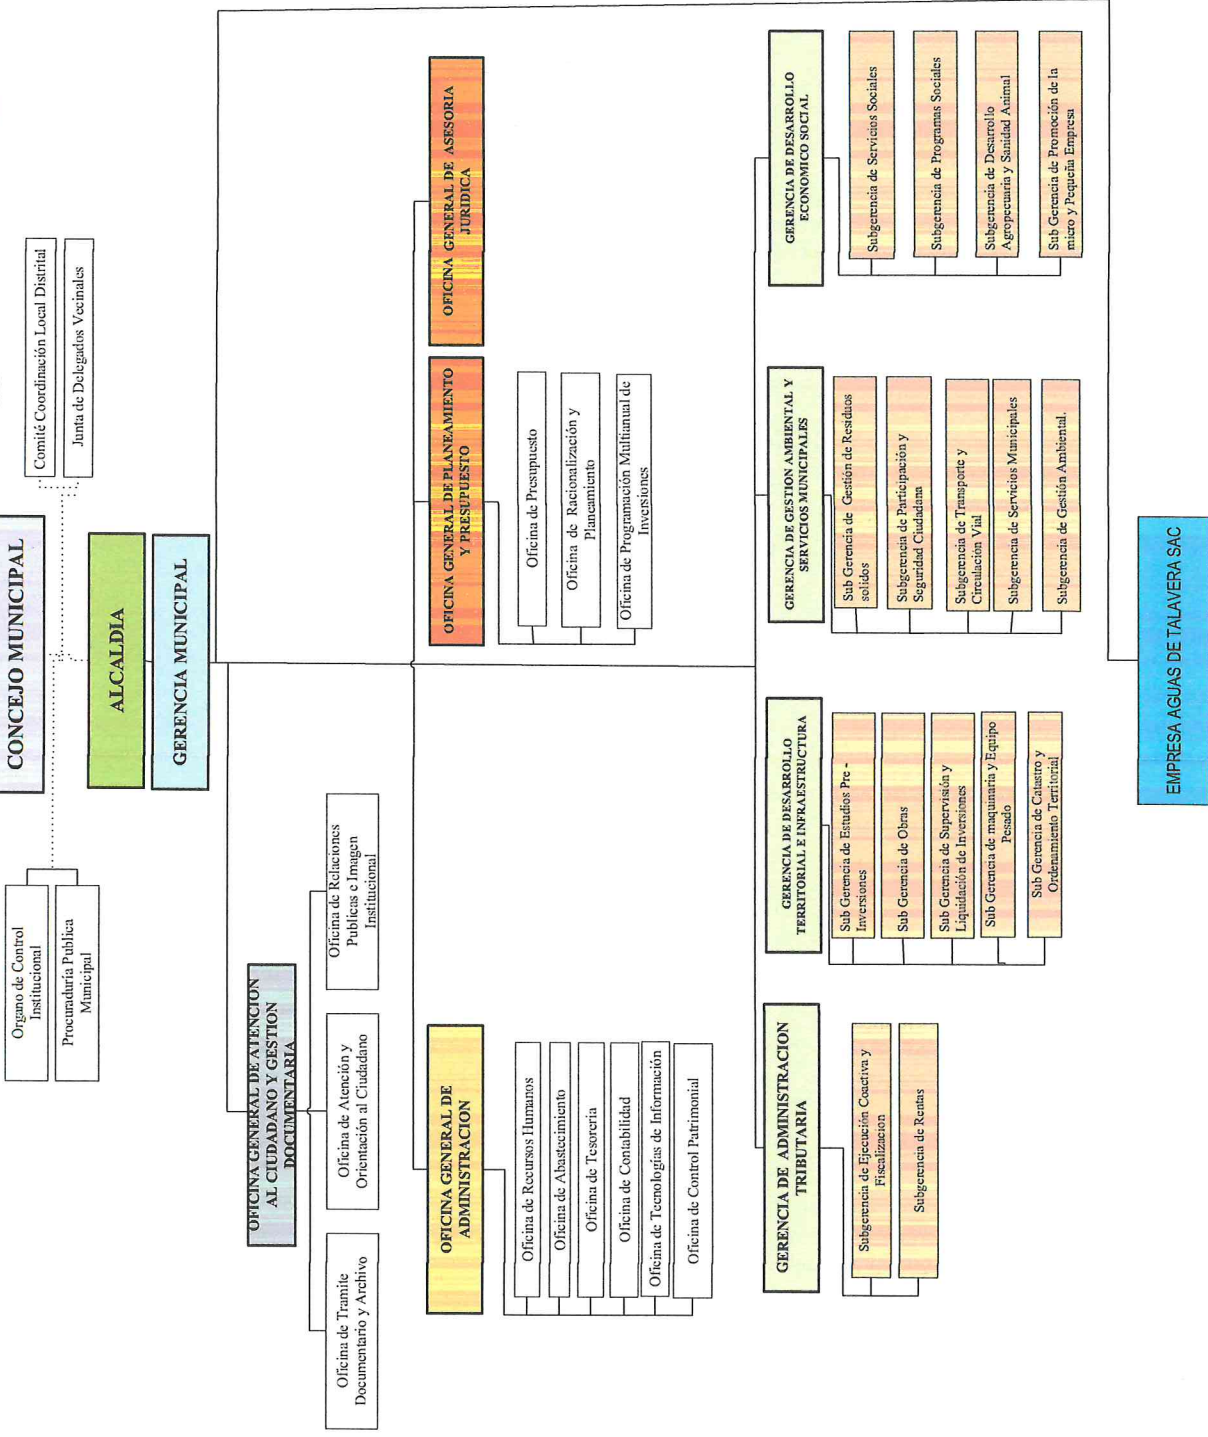 CONCEJO MUNICIPAL
Organo de Control
Institucional
Procuraduria Publica
Municipal
Comité Coordinación Local Distrital
Junta de Delegados Vecinales
ALCALDIA
GERENCIA MUNICIPAL
OFICINA GENERAL DE ATENCION
AL CIUDADANO Y GESTION
DOCUMENTARIA
Oficina de Tramite
Documentario y Archivo
Oficina de Atención y
Orientación al Ciudadano
Oficina de Relaciones
Publicas e Imagen
Institucional
OFICINA GENERAL DE
ADMINISTRACION
Oficina de Recursos Humanos
Oficina de Abastecimiento
Oficina de Tesoreria
Oficina de Contabilidad
Oficina de Tecnologías de Información
Oficina de Control Patrimonial
OFICINA GENERAL DE PLANEAMIENTO
Y PRESUPUESTO
Oficina de Presupuesto
Oficina de Racionalización y
Planeamiento
Oficina de Programación Multianual de
Inversiones
OFICINA GENERAL DE ASESORIA
JURIDICA
GERENCIA DE ADMINISTRACION
TRIBUTARIA
Subgerencia de Ejecución Coactiva y
Fiscalizacion
Subgerencia de Rentas
GERENCIA DE DESARROLLO
TERRITORIAL E INFRAESTRUCTURA
Sub Gerencia de Estudios Pre -
Inversiones
Sub Gerencia de Obras
Sub Gerencia de Supervisión y
Liquidación de Inversiones
Sub Gerencia de maquinaria y Equipo
Pesado
Sub Gerencia de Catastro y
Ordenamiento Territorial
GERENCIA DE GESTION AMBIENTAL Y
SERVICIOS MUNICIPALES
Sub Gerencia de Gestión de Residuos
solidos
Subgerencia de Participación y
Seguridad Ciudadana
Subgerencia de Transporte y
Circulación Vial
Subgerencia de Servicios Municipales
Subgerencia de Gestión Ambiental.
GERENCIA DE DESARROLLO
ECONOMICO SOCIAL
Subgerencia de Servicios Sociales
Subgerencia de Programas Sociales
Subgerencia de Desarrollo
Agropecuaria y Sanidad Animal
Sub Gerencia de Promoción de la
micro y Pequeña Empresa
EMPRESA AGUAS DE TALAVERA SAC